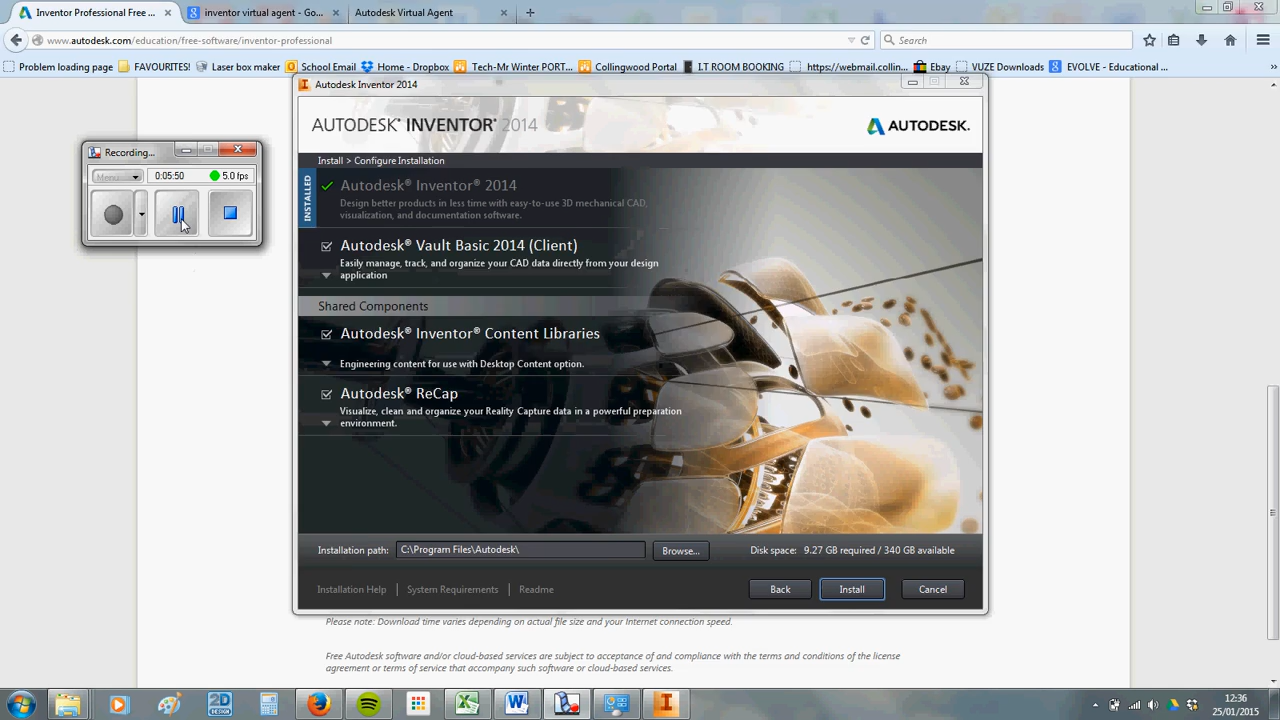 Inventor Professional Free ...
inventor virtual agent - Go...
Autodesk Virtual Agent
www.autodesk.com/education/free-software/inventor-professional
Search
Problem loading page
FAVOURITES!
Laser box maker
School Email
Home - Dropbox
Tech-Mr Winter PORT...
Collingwood Portal
I.T ROOM BOOKING
https://webmail.collin...
Ebay
VUZE Downloads
EVOLVE - Educational ...
Autodesk Inventor 2014
AUTODESK® INVENTOR® 2014
AUTODESK.
Install > Configure Installation
INSTALLED
Autodesk® Inventor® 2014
Design better products in less time with easy-to-use 3D mechanical CAD,
visualization, and documentation software.
Autodesk® Vault Basic 2014 (Client)
Easily manage, track, and organize your CAD data directly from your design
application
Shared Components
Autodesk® Inventor® Content Libraries
Engineering content for use with Desktop Content option.
Autodesk® ReCap
Visualize, clean and organize your Reality Capture data in a powerful preparation
environment.
Installation path:
C:\Program Files\Autodesk\
Browse...
Disk space: 9.27 GB required / 340 GB available
Installation Help
System Requirements
Readme
Back
Install
Cancel
Recording...
Menu
0:05:50
5.0 fps
Please note: Download time varies depending on actual file size and your Internet connection speed.
Free Autodesk software and/or cloud-based services are subject to acceptance of and compliance with the terms and conditions of the license
agreement or terms of service that accompany such software or cloud-based services.
2D
DESIGN
12:36
25/01/2015